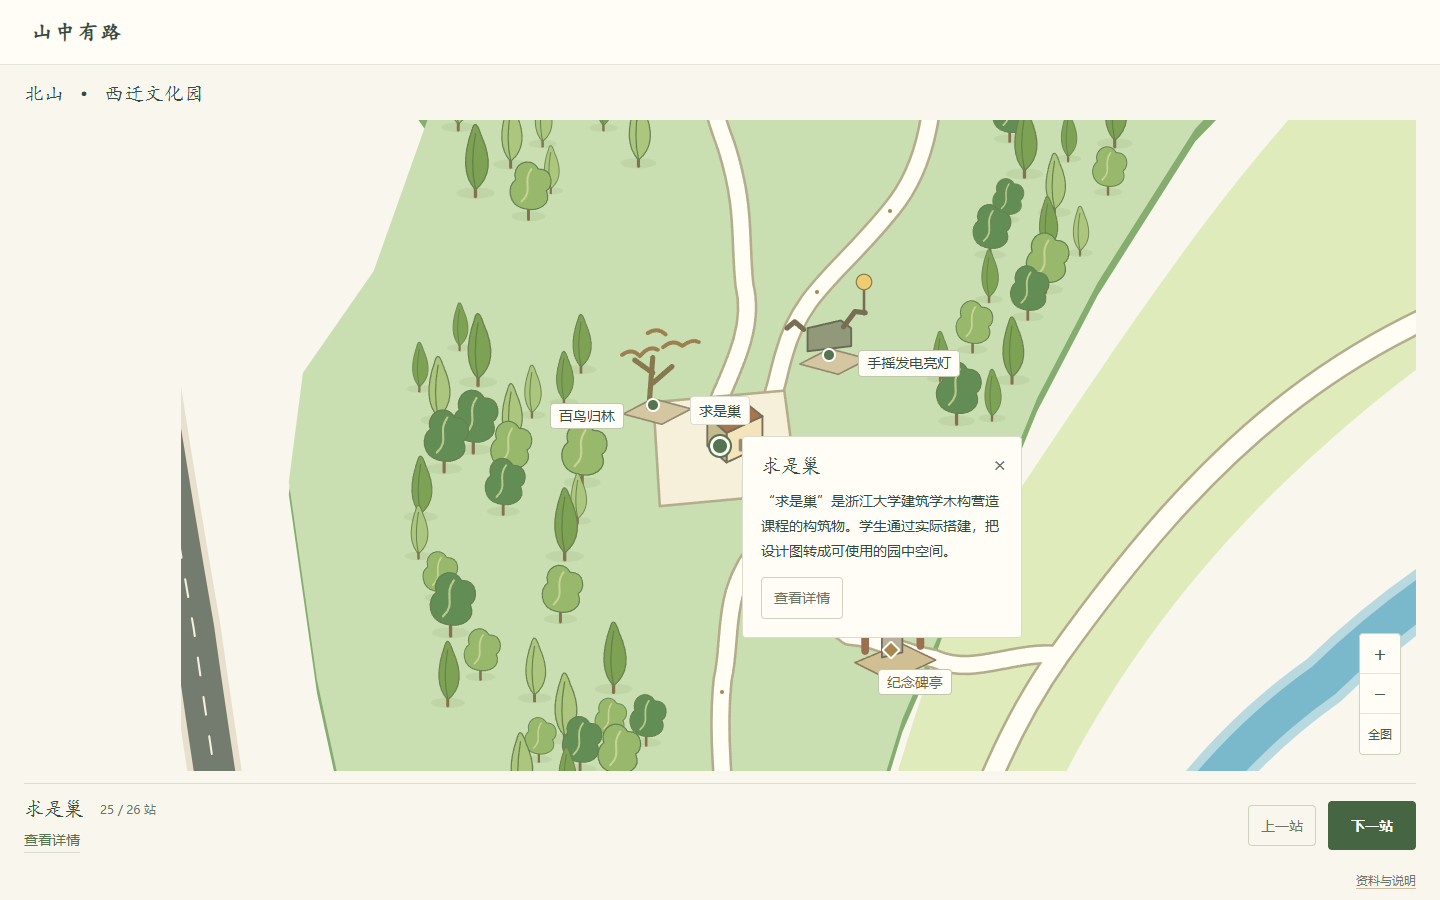 山中有路
北山 • 西迁文化园
手摇发电亮灯
百鸟归林
求是巢
求是巢
×
“求是巢”是浙江大学建筑学木构营造
课程的构筑物。学生通过实际搭建，把
设计图转成可使用的园中空间。
查看详情
纪念碑亭
+
−
全图
求是巢 25 / 26 站
查看详情
上一站
下一站
资料与说明